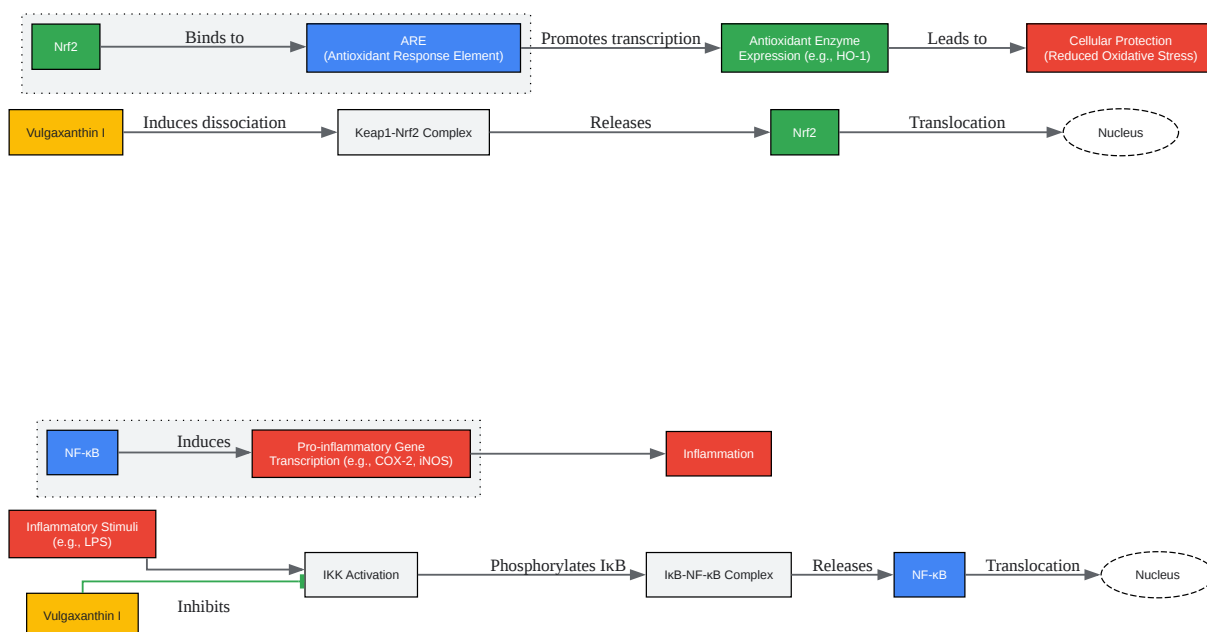 Nrf2
Binds to
ARE
(Antioxidant Response Element)
Promotes transcription
Antioxidant Enzyme
Expression (e.g., HO-1)
Leads to
Cellular Protection
(Reduced Oxidative Stress)
Vulgaxanthin I
Induces dissociation
Keap1-Nrf2 Complex
Releases
Nrf2
Translocation
Nucleus
NF-κB
Induces
Pro-inflammatory Gene
Transcription (e.g., COX-2, iNOS)
Inflammation
Inflammatory Stimuli
(e.g., LPS)
IKK Activation
Phosphorylates IκB
IκB-NF-κB Complex
Releases
NF-κB
Translocation
Nucleus
Inhibits
Vulgaxanthin I